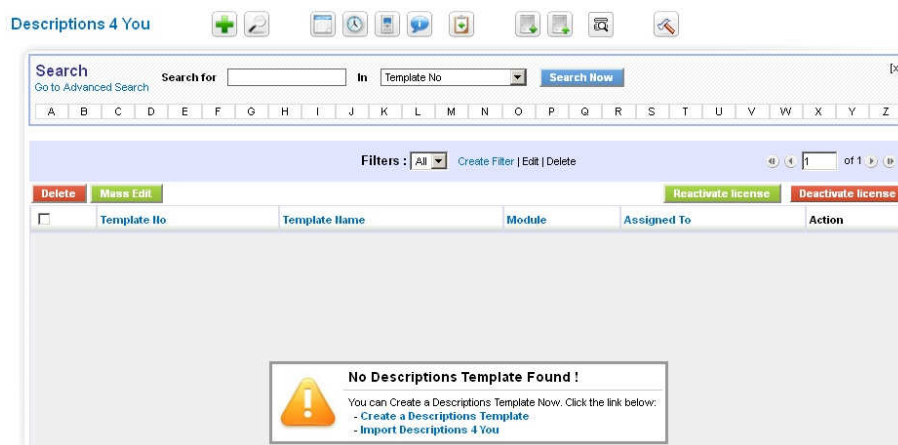 Descriptions 4 You
Search
Go to Advanced Search
Search for
In
Template No
Search Now
[x
A B C D E F G H I J K L M N O P Q R S T U V W X Y Z
Filters : All Create Filter | Edit | Delete
1 of 1
Delete Mass Edit Reactivate license Deactivate license
Template No Template Name Module Assigned To Action
No Descriptions Template Found !
You can Create a Descriptions Template Now. Click the link below:
- Create a Descriptions Template
- Import Descriptions 4 You